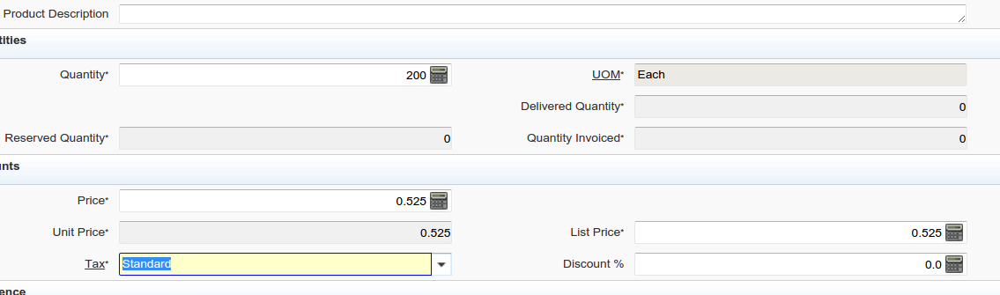 Product Description
tities
Quantity* 200 UOM* Each
Delivered Quantity* 0
Reserved Quantity* 0 Quantity Invoiced* 0
unts
Price* 0.525
Unit Price* 0.525 List Price* 0.525
Tax* Standard Discount % 0.0
ence